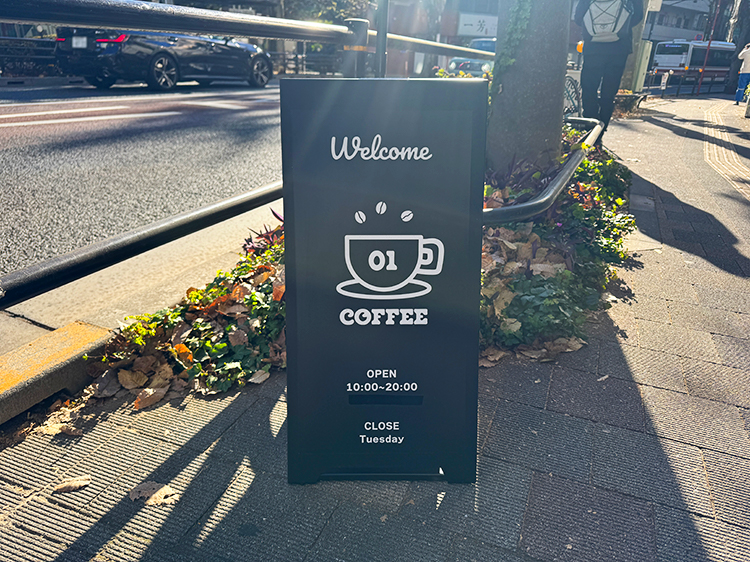 Welcome
01
COFFEE
OPEN
10:00~20:00
CLOSE
Tuesday